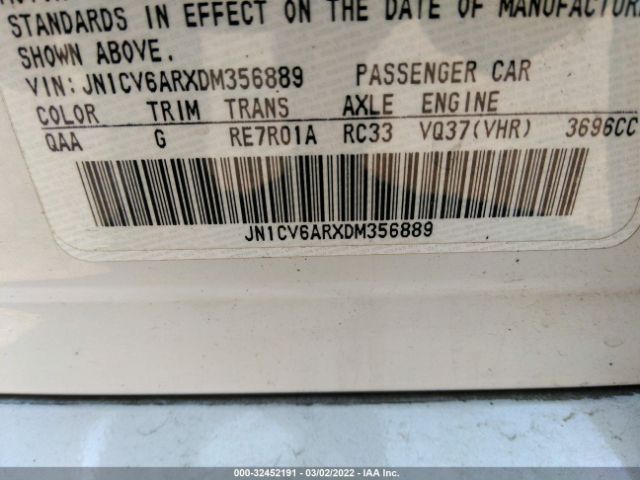 STANDARDS IN EFFECT ON THE DATE OF MANUFACTUR
SHOWN ABOVE.
VIN:JN1CV6ARXDM356889 PASSENGER CAR
COLOR TRIM TRANS AXLE ENGINE
QAA G RE7R01A RC33 VQ37(VHR) 3696CC
JN1CV6ARXDM356889
000-32452191 - 03/02/2022 - IAA Inc.